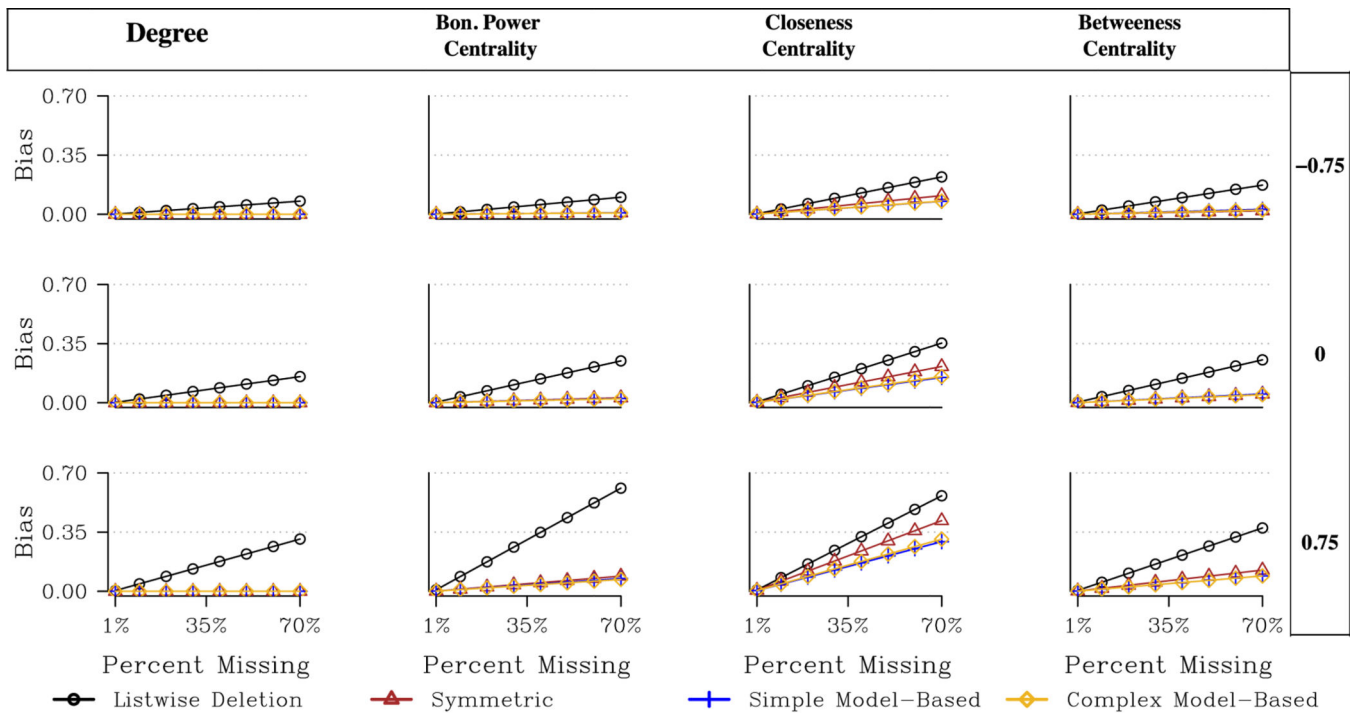 Degree
Bon. Power
Centrality
Closeness
Centrality
Betweeness
Centrality
0.70
0.35
0.00
Bias
−0.75
0.70
0.35
0.00
Bias
0
0.70
0.35
0.00
Bias
0.75
1% 35% 70%
1% 35% 70%
1% 35% 70%
1% 35% 70%
Percent Missing
Percent Missing
Percent Missing
Percent Missing
Listwise Deletion
Symmetric
Simple Model-Based
Complex Model-Based